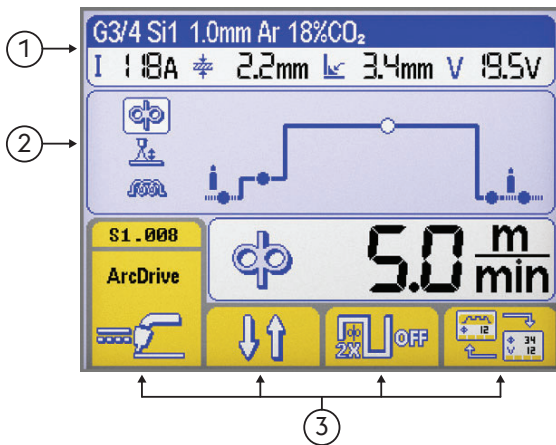 G3/4 Si1 1.0mm Ar 18%CO₂
I 118A 2.2mm 3.4mm V 19.5V
S1.008
ArcDrive
5.0 m/min
2X OFF
12
34
V 12
1
2
3